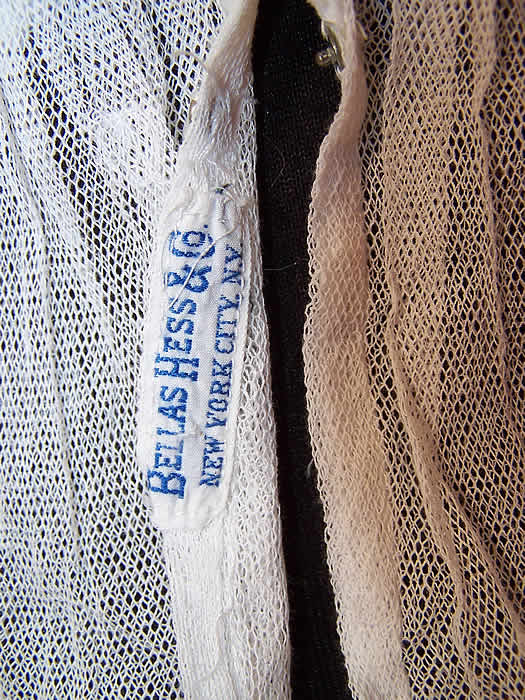 BELLAS HESS & CO.
NEW YORK CITY, N.Y.